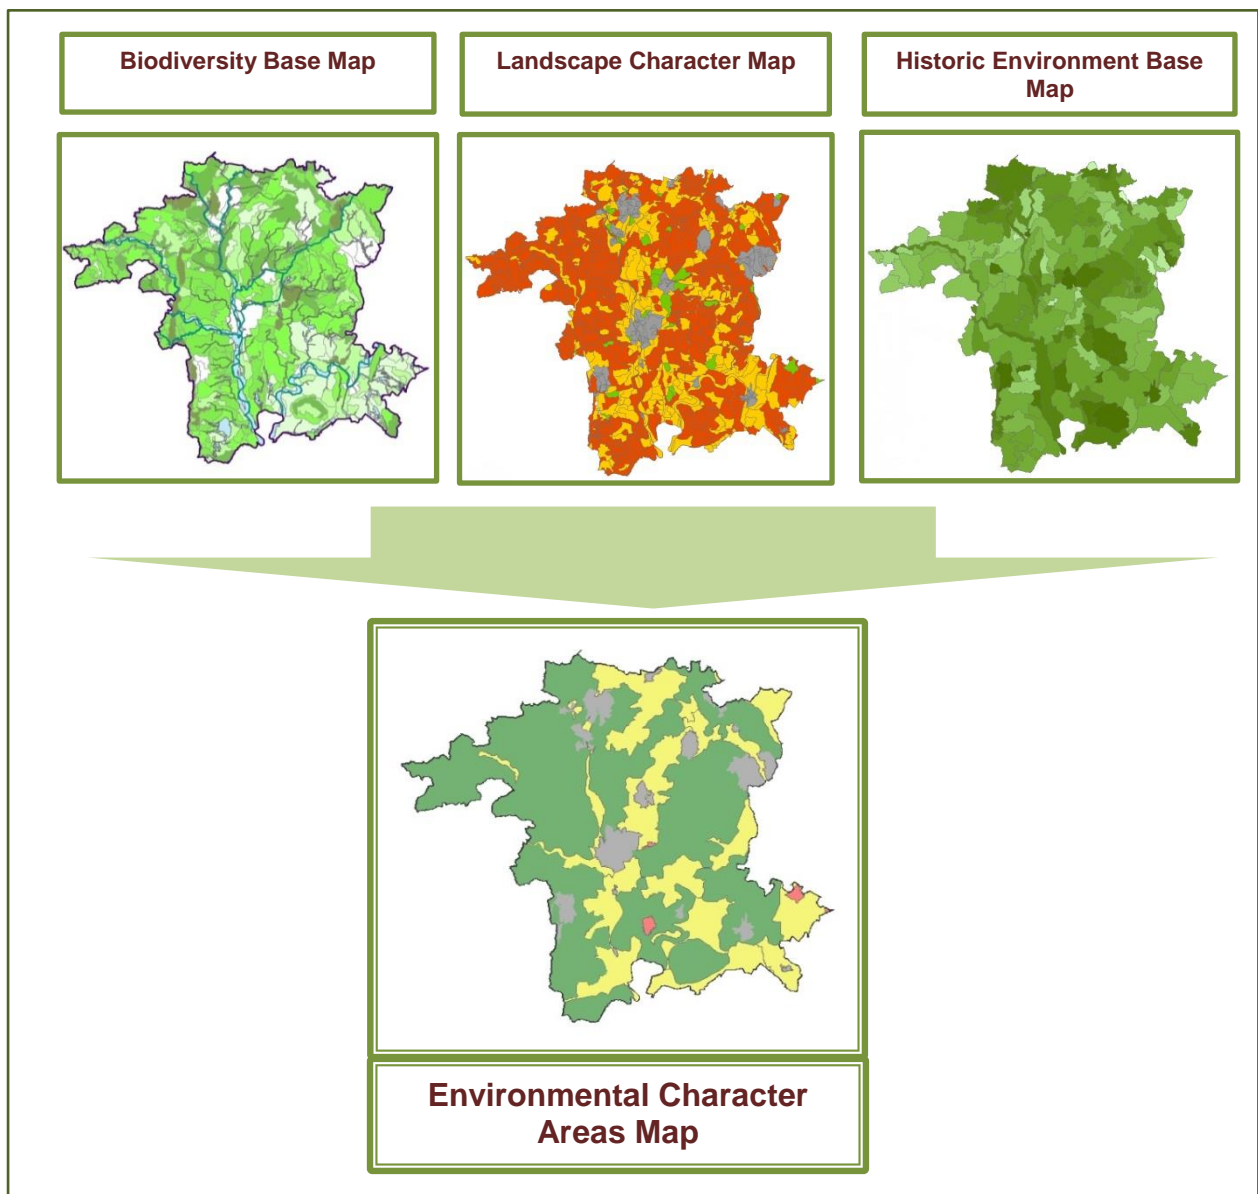 Biodiversity Base Map
Landscape Character Map
Historic Environment Base
Map
Environmental Character
Areas Map